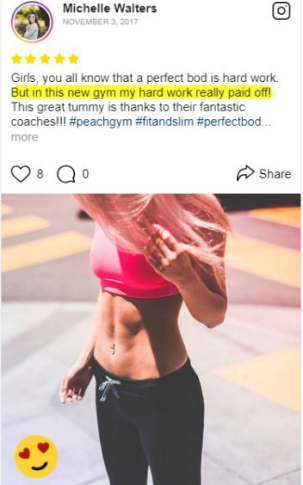 Michelle Walters
NOVEMBER 3, 2017
Girls, you all know that a perfect bod is hard work.
But in this new gym my hard work really paid off!
This great tummy is thanks to their fantastic
coaches!!! #peachgym #fitandslim #perfectbod...
more
8
0
Share